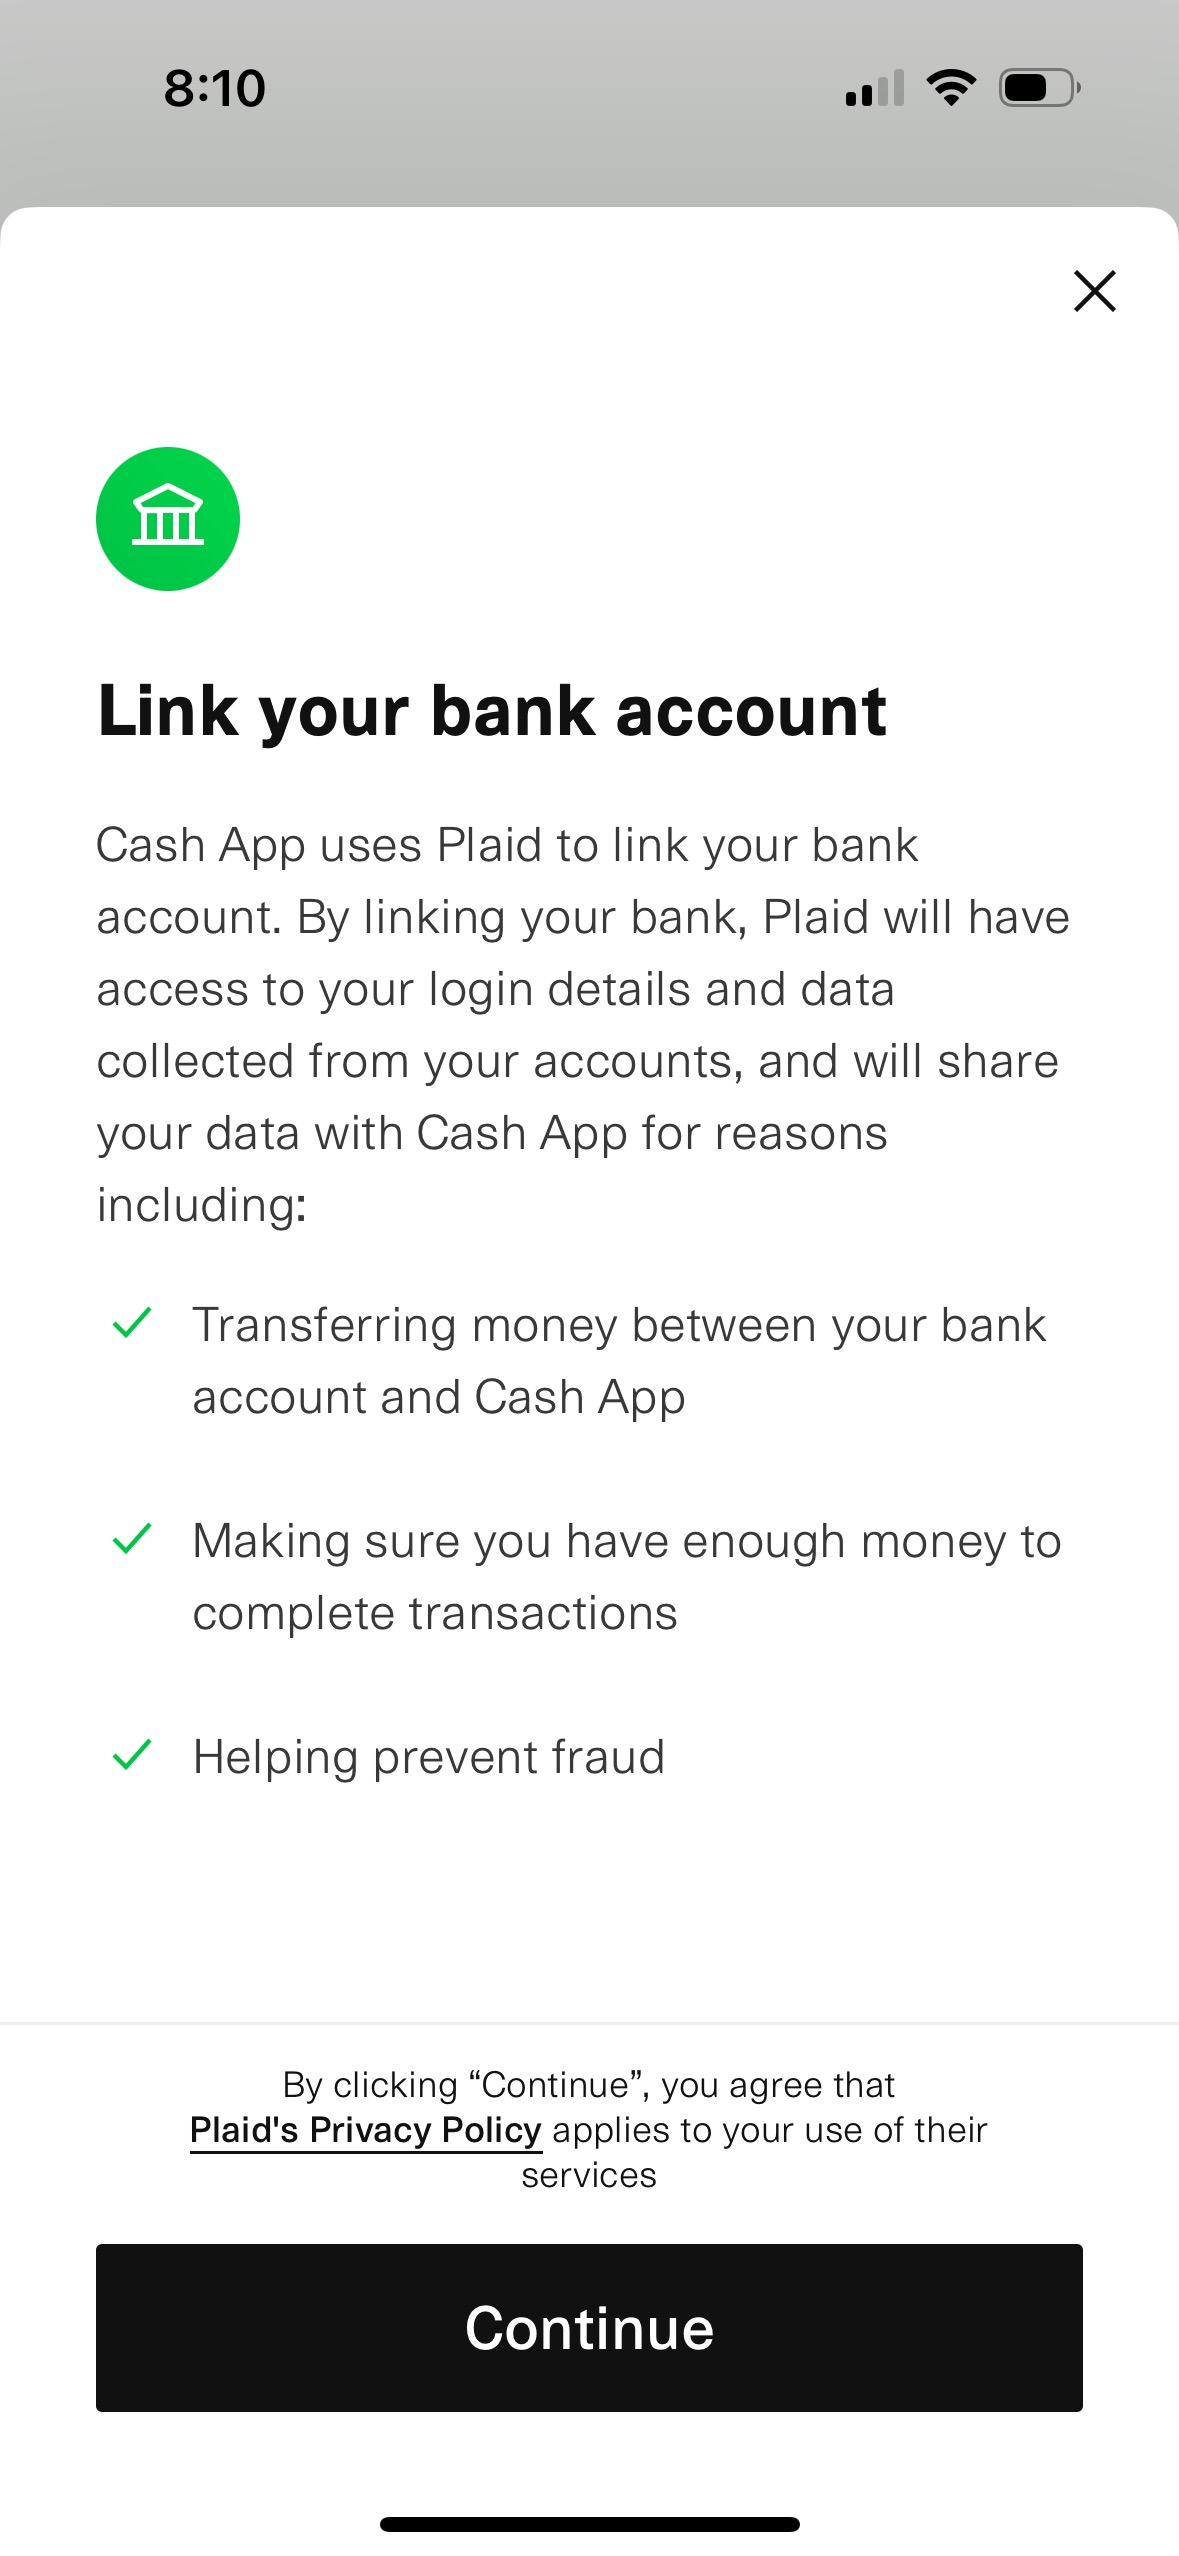 8:10
Link your bank account
Cash App uses Plaid to link your bank
account. By linking your bank, Plaid will have
access to your login details and data
collected from your accounts, and will share
your data with Cash App for reasons
including:
Transferring money between your bank
account and Cash App
Making sure you have enough money to
complete transactions
Helping prevent fraud
By clicking “Continue”, you agree that
Plaid's Privacy Policy applies to your use of their
services
Continue